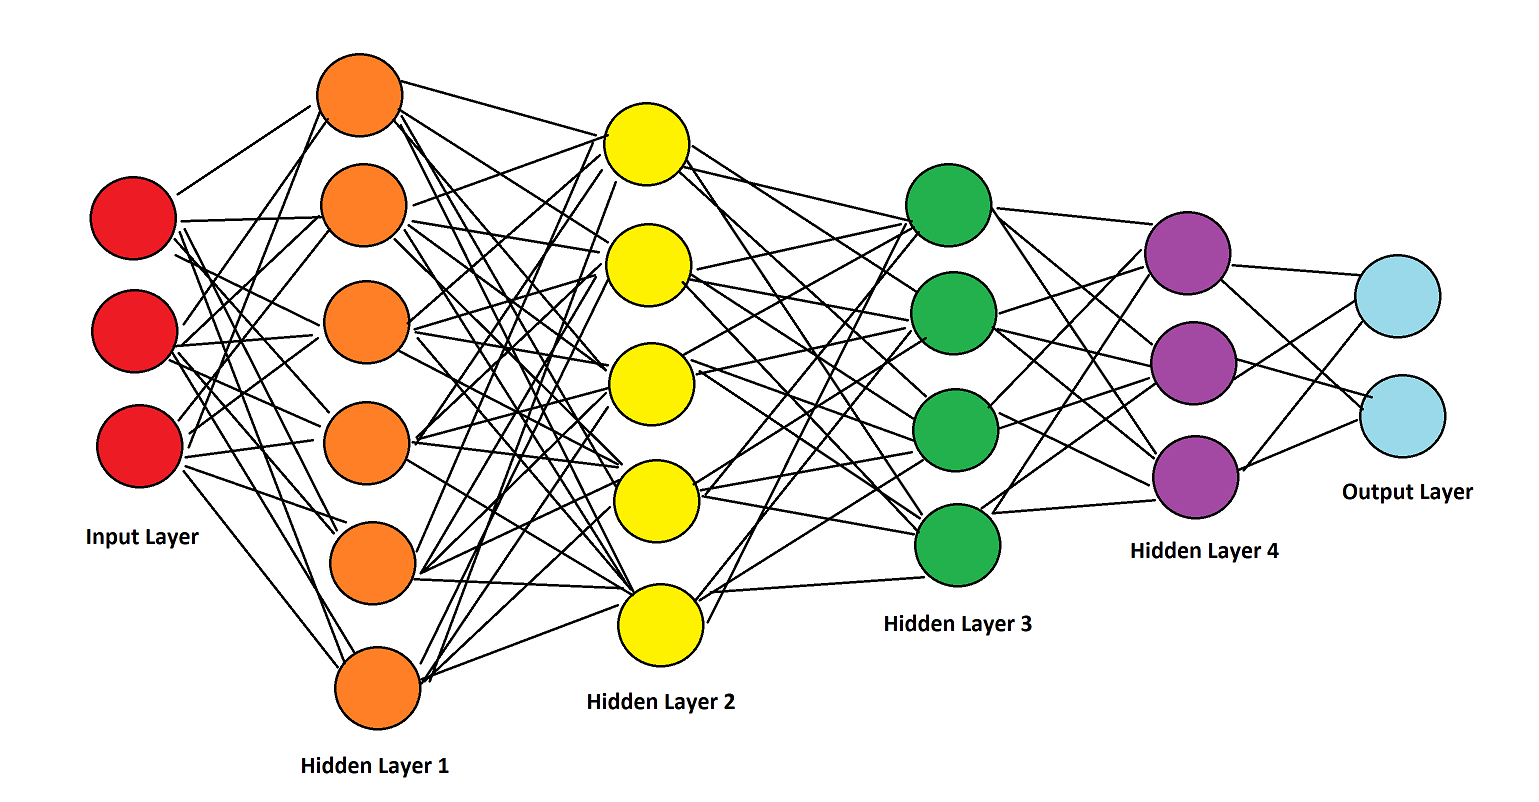 Input Layer
Hidden Layer 1
Hidden Layer 2
Hidden Layer 3
Hidden Layer 4
Output Layer